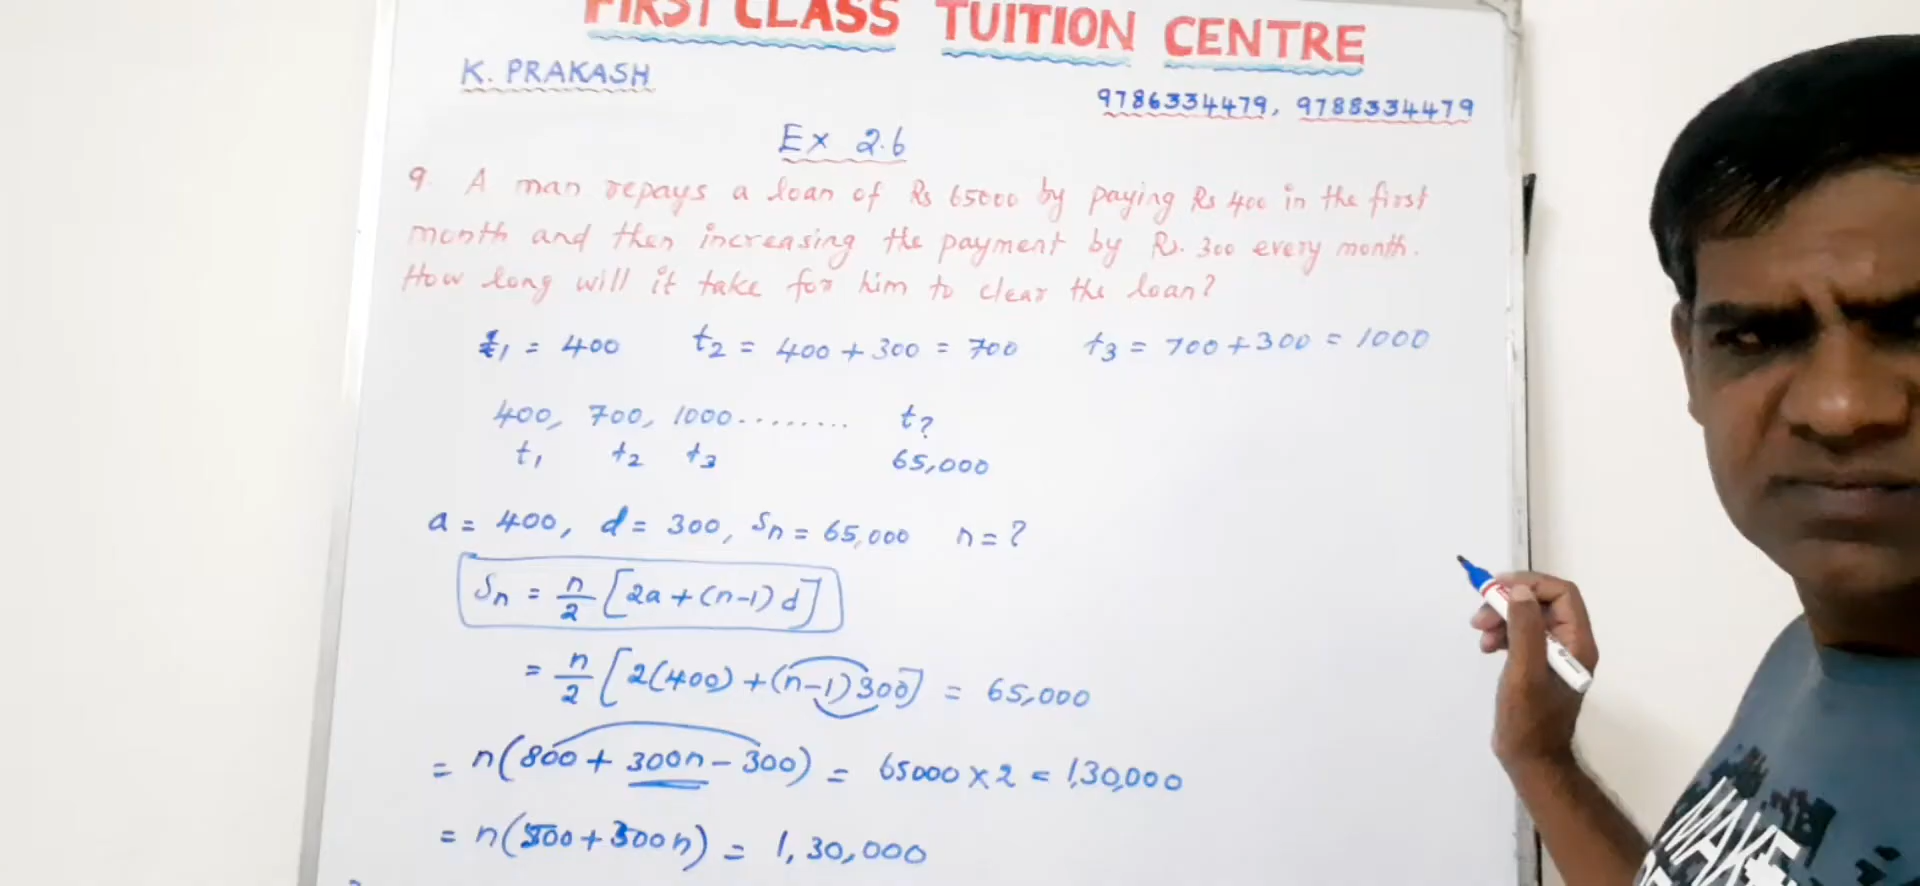 FIRST CLASS TUITION CENTRE
K. PRAKASH
9786334479, 9788334479
Ex 2.6
9. A man repays a loan of Rs 65000 by paying Rs 400 in the first
month and then increasing the payment by Rs. 300 every month.
How long will it take for him to clear the loan?
t1 = 400 t2 = 400 + 300 = 700 t3 = 700 + 300 = 1000
400, 700, 1000 ........ t?
t1 t2 t3 65,000
a = 400, d = 300, Sn = 65,000 n = ?
Sn = n/2 [2a + (n-1) d]
= n/2 [2(400) + (n-1)300] = 65,000
= n(800 + 300n - 300) = 65000 × 2 = 1,30,000
= n(500 + 300n) = 1,30,000
MAKE